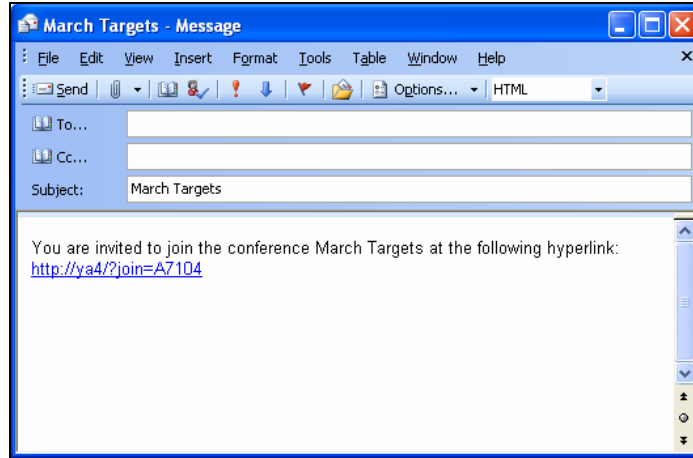 March Targets - Message
File Edit View Insert Format Tools Table Window Help
Send Options... HTML
To...
Cc...
Subject: March Targets
You are invited to join the conference March Targets at the following hyperlink:
http://ya4/?join=A7104